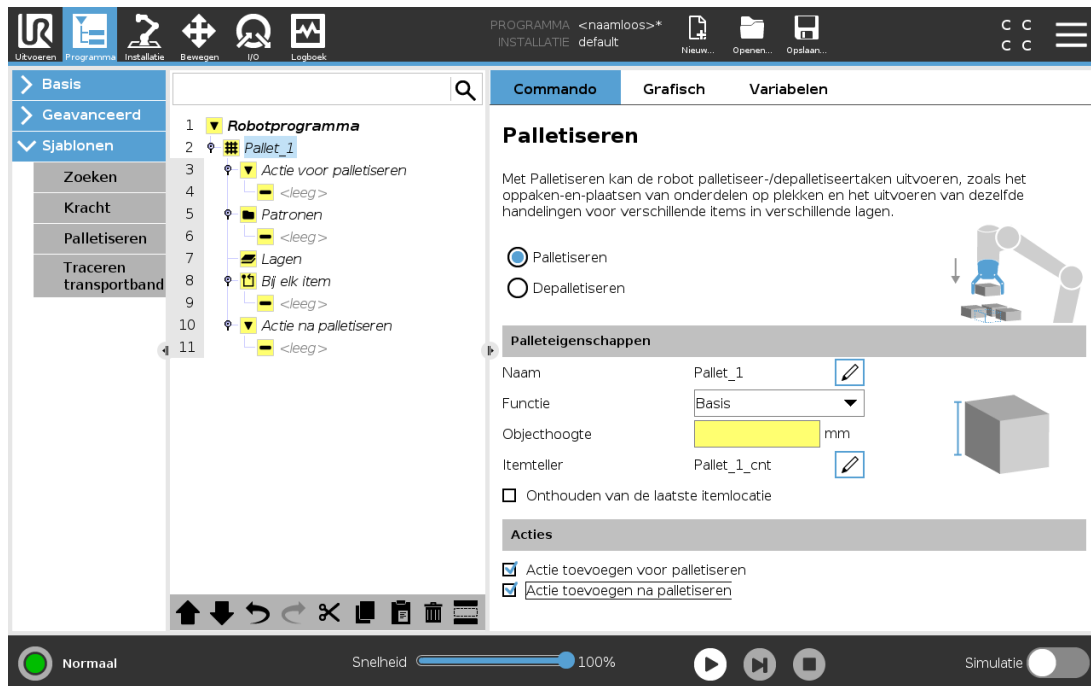 PROGRAMMA <naamloos>*
INSTALLATIE default
UR
Uitvoeren Programma Installatie Bewegen I/O Logboek
Nieuw... Openen... Opslaan...
C C
C C
Basis
Geavanceerd
Sjablonen
Zoeken
Kracht
Palletiseren
Traceren
transportband
1 Robotprogramma
2 Pallet_1
3 Actie voor palletiseren
4 <leeg>
5 Patronen
6 <leeg>
7 Lagen
8 Bij elk item
9 <leeg>
10 Actie na palletiseren
11 <leeg>
Commando Grafisch Variabelen
Palletiseren
Met Palletiseren kan de robot palletiseer-/depalletiseertaken uitvoeren, zoals het
oppaken-en-plaatsen van onderdelen op plekken en het uitvoeren van dezelfde
handelingen voor verschillende items in verschillende lagen.
Palletiseren
Depalletiseren
Palleteigenschappen
Naam Pallet_1
Functie Basis
Objecthoogte mm
Itemteller Pallet_1_cnt
Onthouden van de laatste itemlocatie
Acties
Actie toevoegen voor palletiseren
Actie toevoegen na palletiseren
Normaal
Snelheid 100%
Simulatie